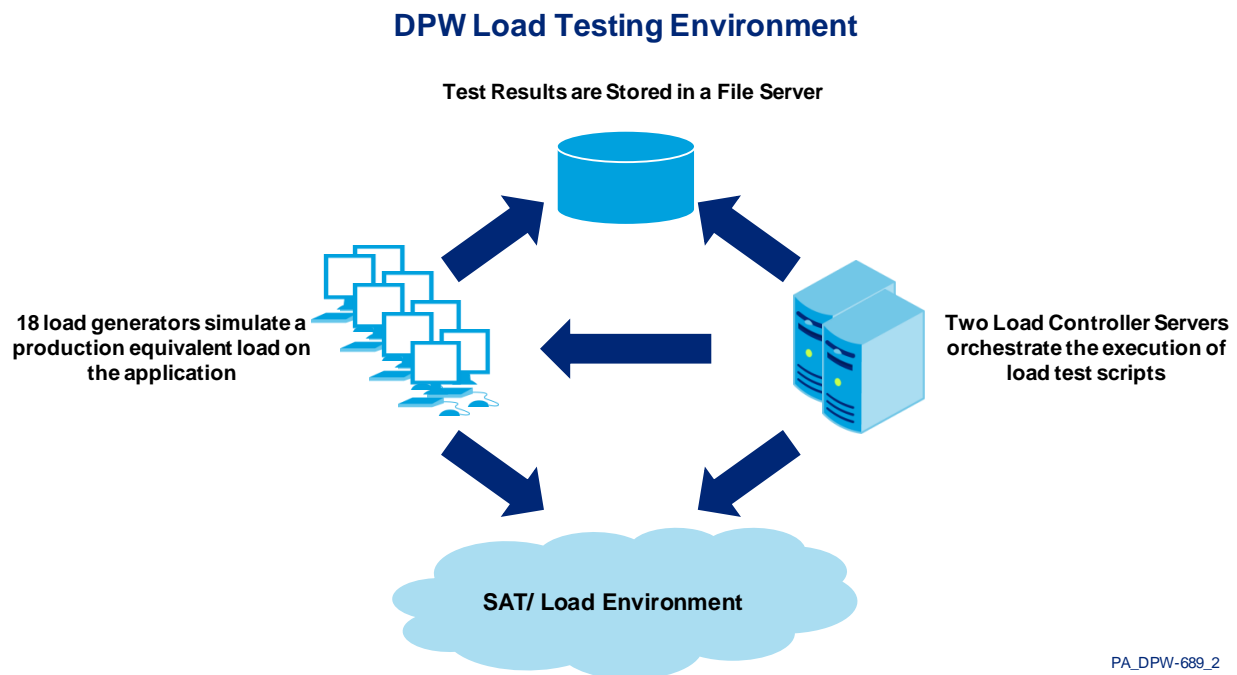 DPW Load Testing Environment
Test Results are Stored in a File Server
18 load generators simulate a
production equivalent load on
the application
Two Load Controller Servers
orchestrate the execution of
load test scripts
SAT/ Load Environment
PA_DPW-689_2